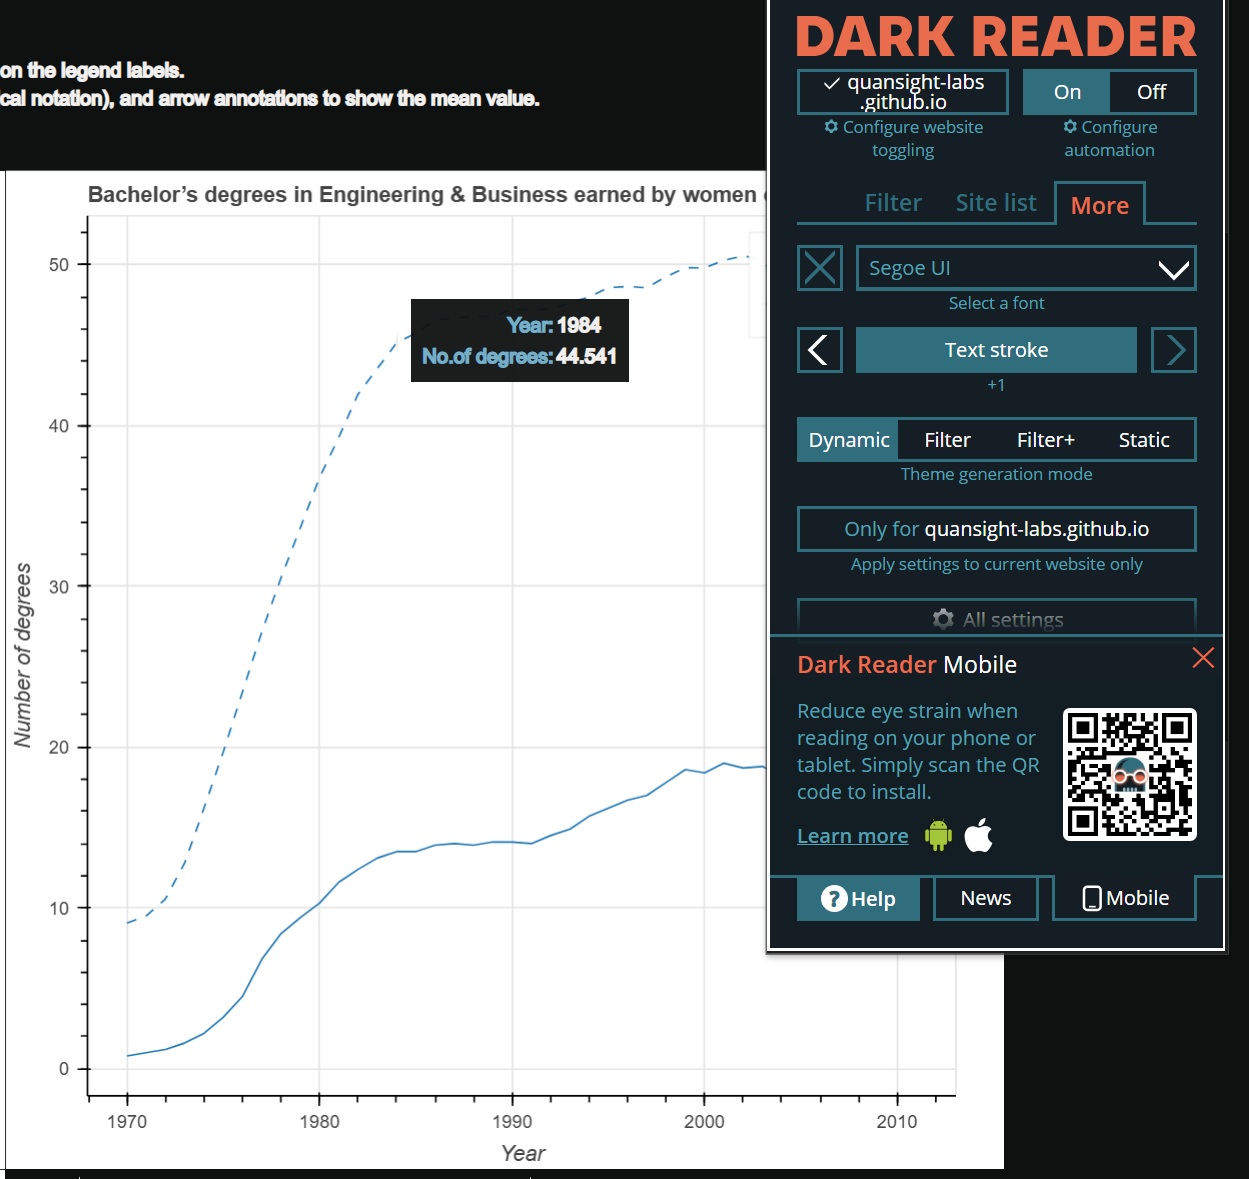 on the legend labels.
cal notation), and arrow annotations to show the mean value.
Bachelor's degrees in Engineering & Business earned by women
50
40
30
20
10
0
Number of degrees
1970
1980
1990
2000
2010
Year
Year: 1984
No.of degrees: 44.541
DARK READER
quansight-labs
.github.io
On
Off
Configure website
toggling
Configure
automation
Filter
Site list
More
Segoe UI
Select a font
Text stroke
+1
Dynamic
Filter
Filter+
Static
Theme generation mode
Only for quansight-labs.github.io
Apply settings to current website only
All settings
Dark Reader Mobile
Reduce eye strain when
reading on your phone or
tablet. Simply scan the QR
code to install.
Learn more
Help
News
Mobile